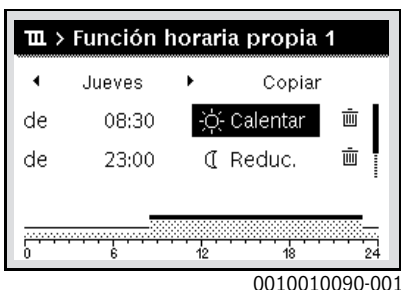 > Función horaria propia 1
Jueves Copiar
de 08:30 Calentar
de 23:00 Reduc.
0 6 12 18 24
0010010090-001